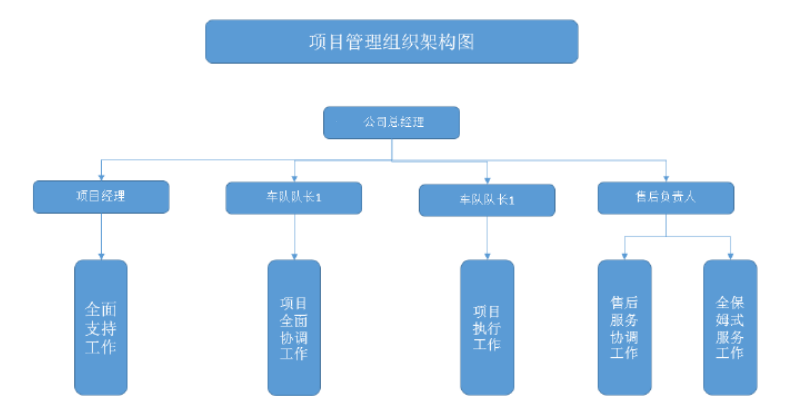 项目管理组织架构图
公司总经理
项目经理
车队队长1
车队队长1
售后负责人
全面
支持
工作
项目
全面
协调
工作
项目
执行
工作
售后
服务
协调
工作
全保
姆式
服务
工作